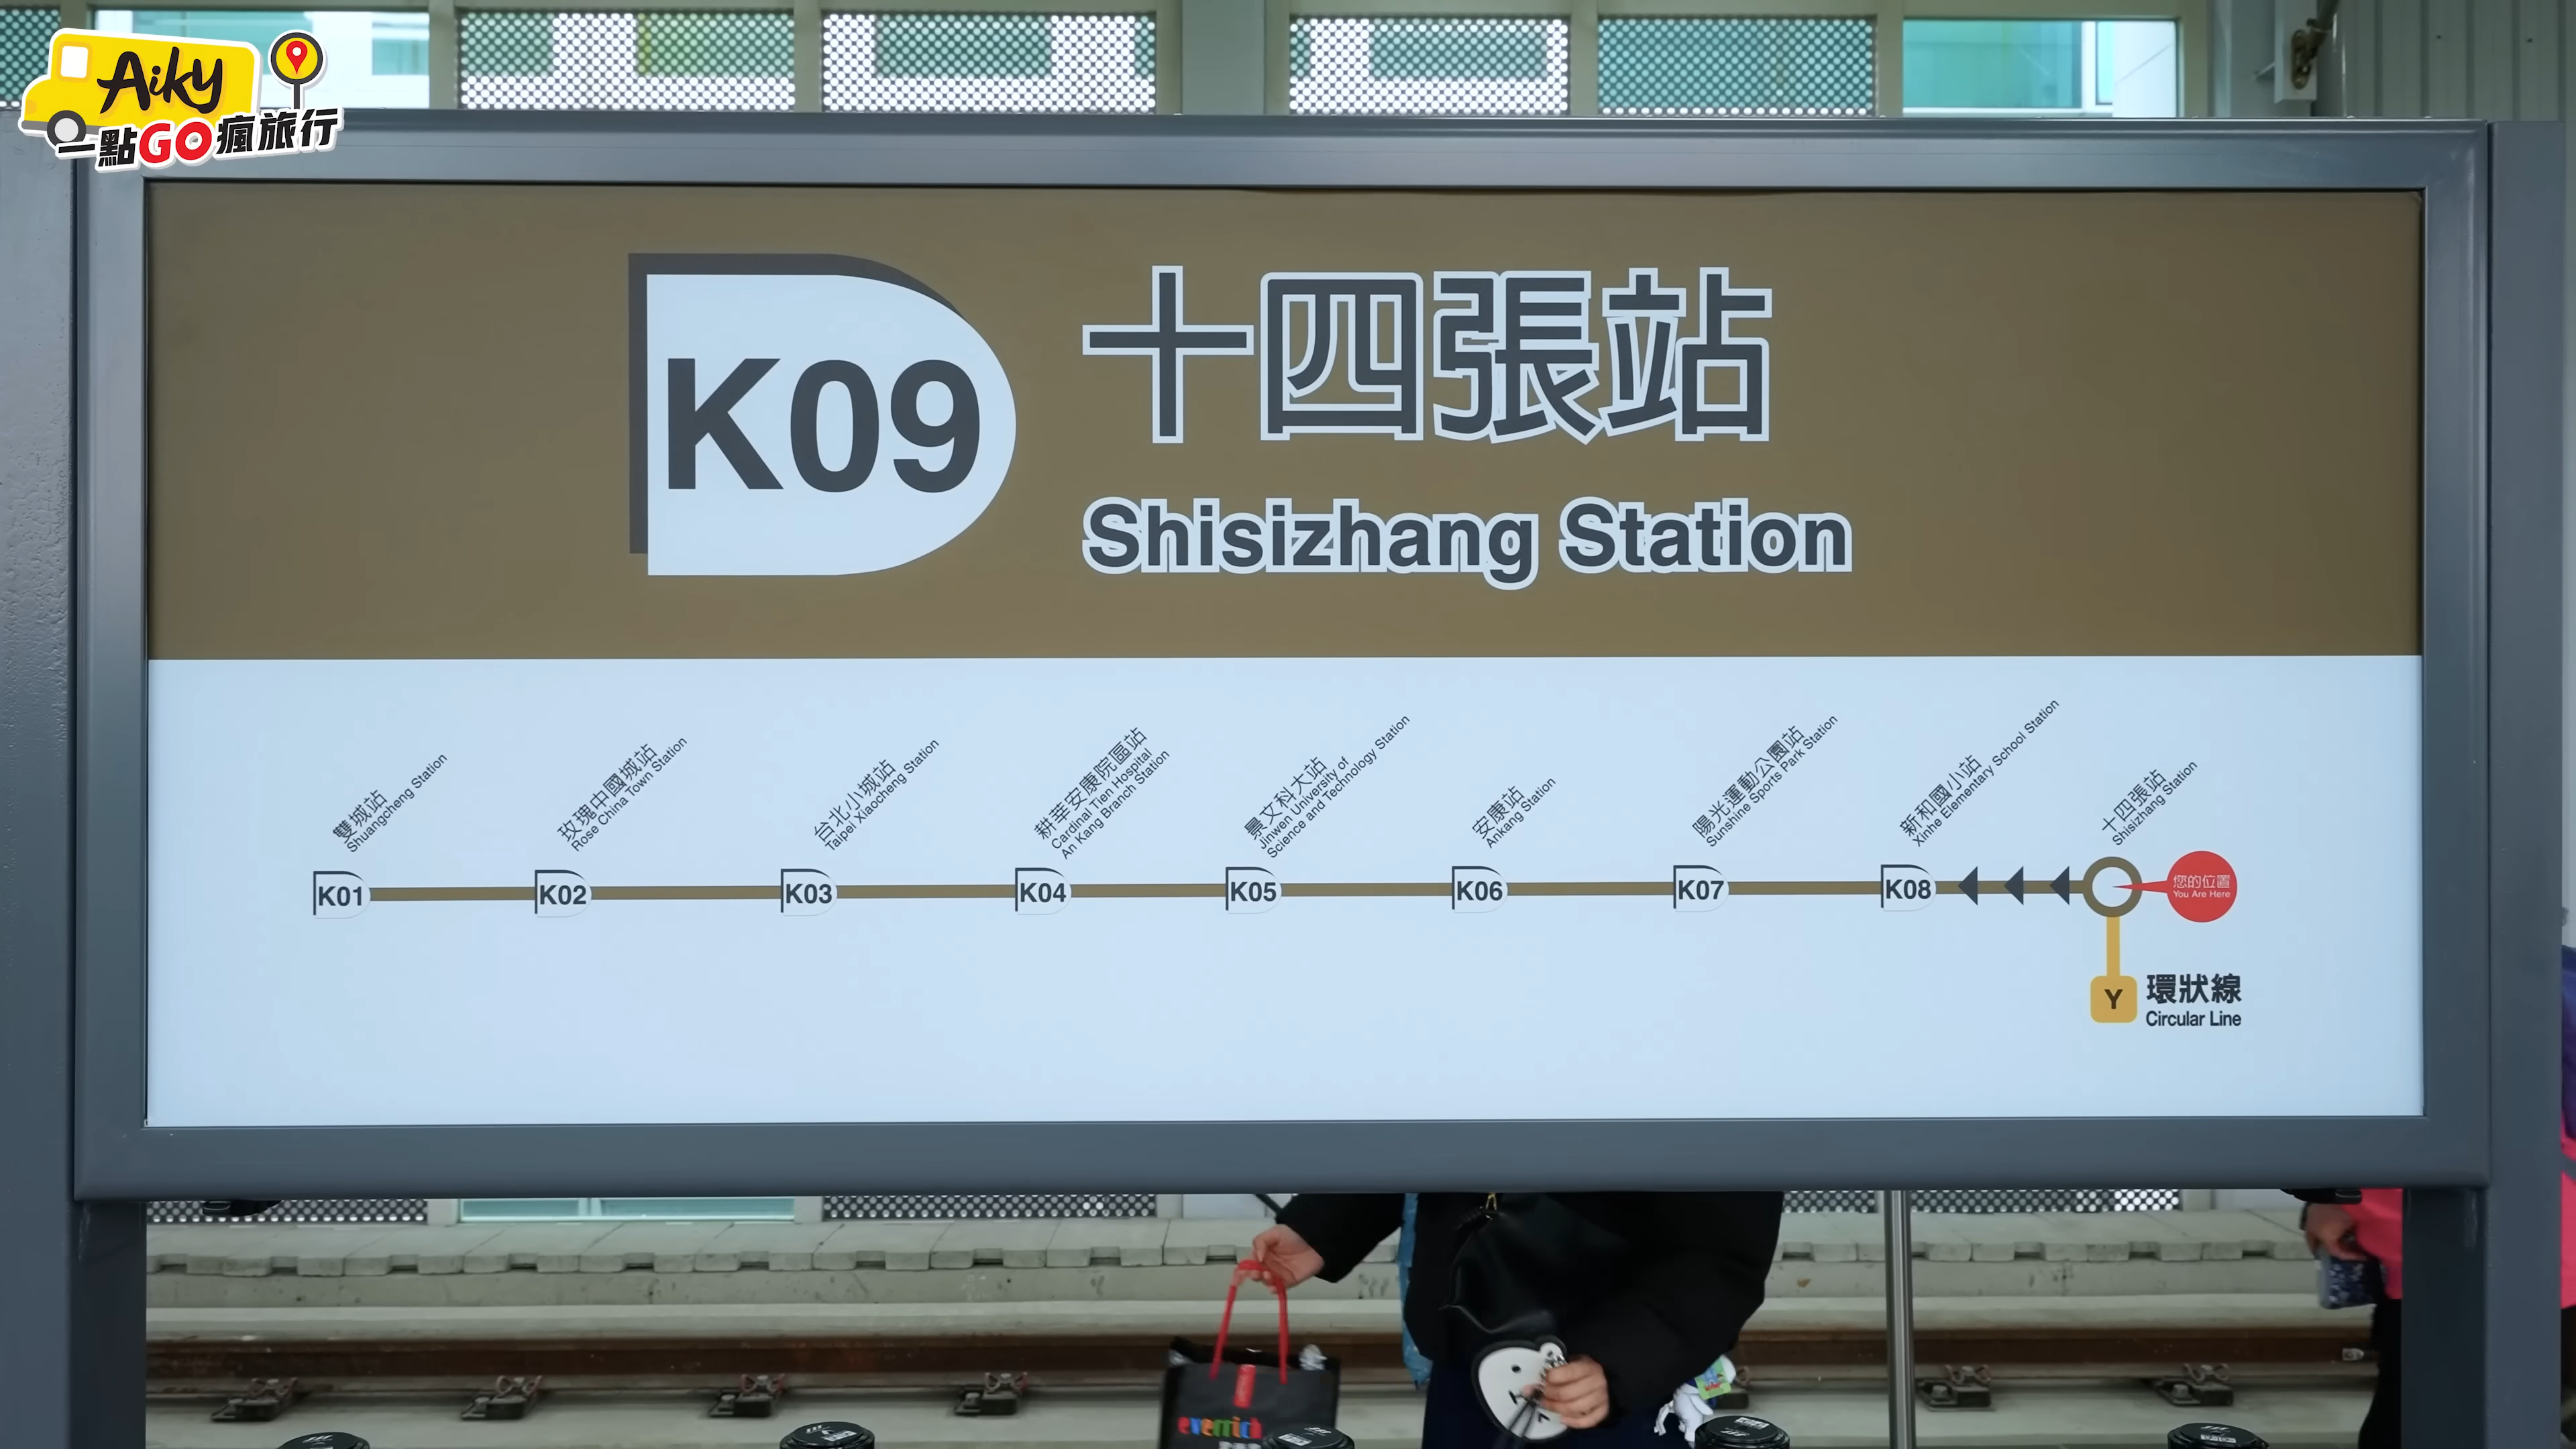 Aiky
一點GO瘋旅行
K09
十四張站
Shisizhang Station
雙城站
Shuangcheng Station
玫瑰中國城站
Rose China Town Station
台北小城站
Taipei Xiaocheng Station
耕莘安康院區站
Cardinal Tien Hospital
An Kang Branch Station
景文科大站
Jinwen University of
Science and Technology Station
安康站
Ankang Station
陽光運動公園站
Sunshine Sports Park Station
新和國小站
Xinhe Elementary School Station
十四張站
Shisizhang Station
K01
K02
K03
K04
K05
K06
K07
K08
您的位置
You Are Here
Y
環狀線
Circular Line
everrich